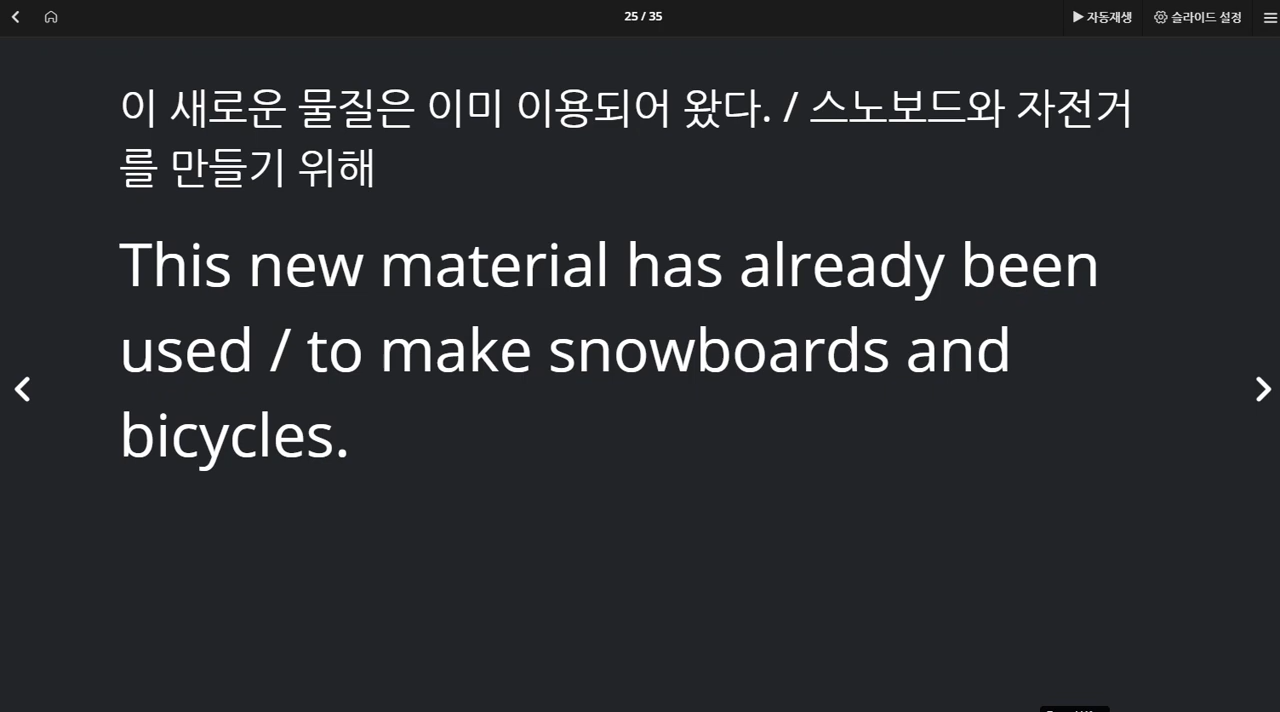 25 / 35
자동재생
슬라이드 설정
이 새로운 물질은 이미 이용되어 왔다. / 스노보드와 자전거
를 만들기 위해
This new material has already been
used / to make snowboards and
bicycles.